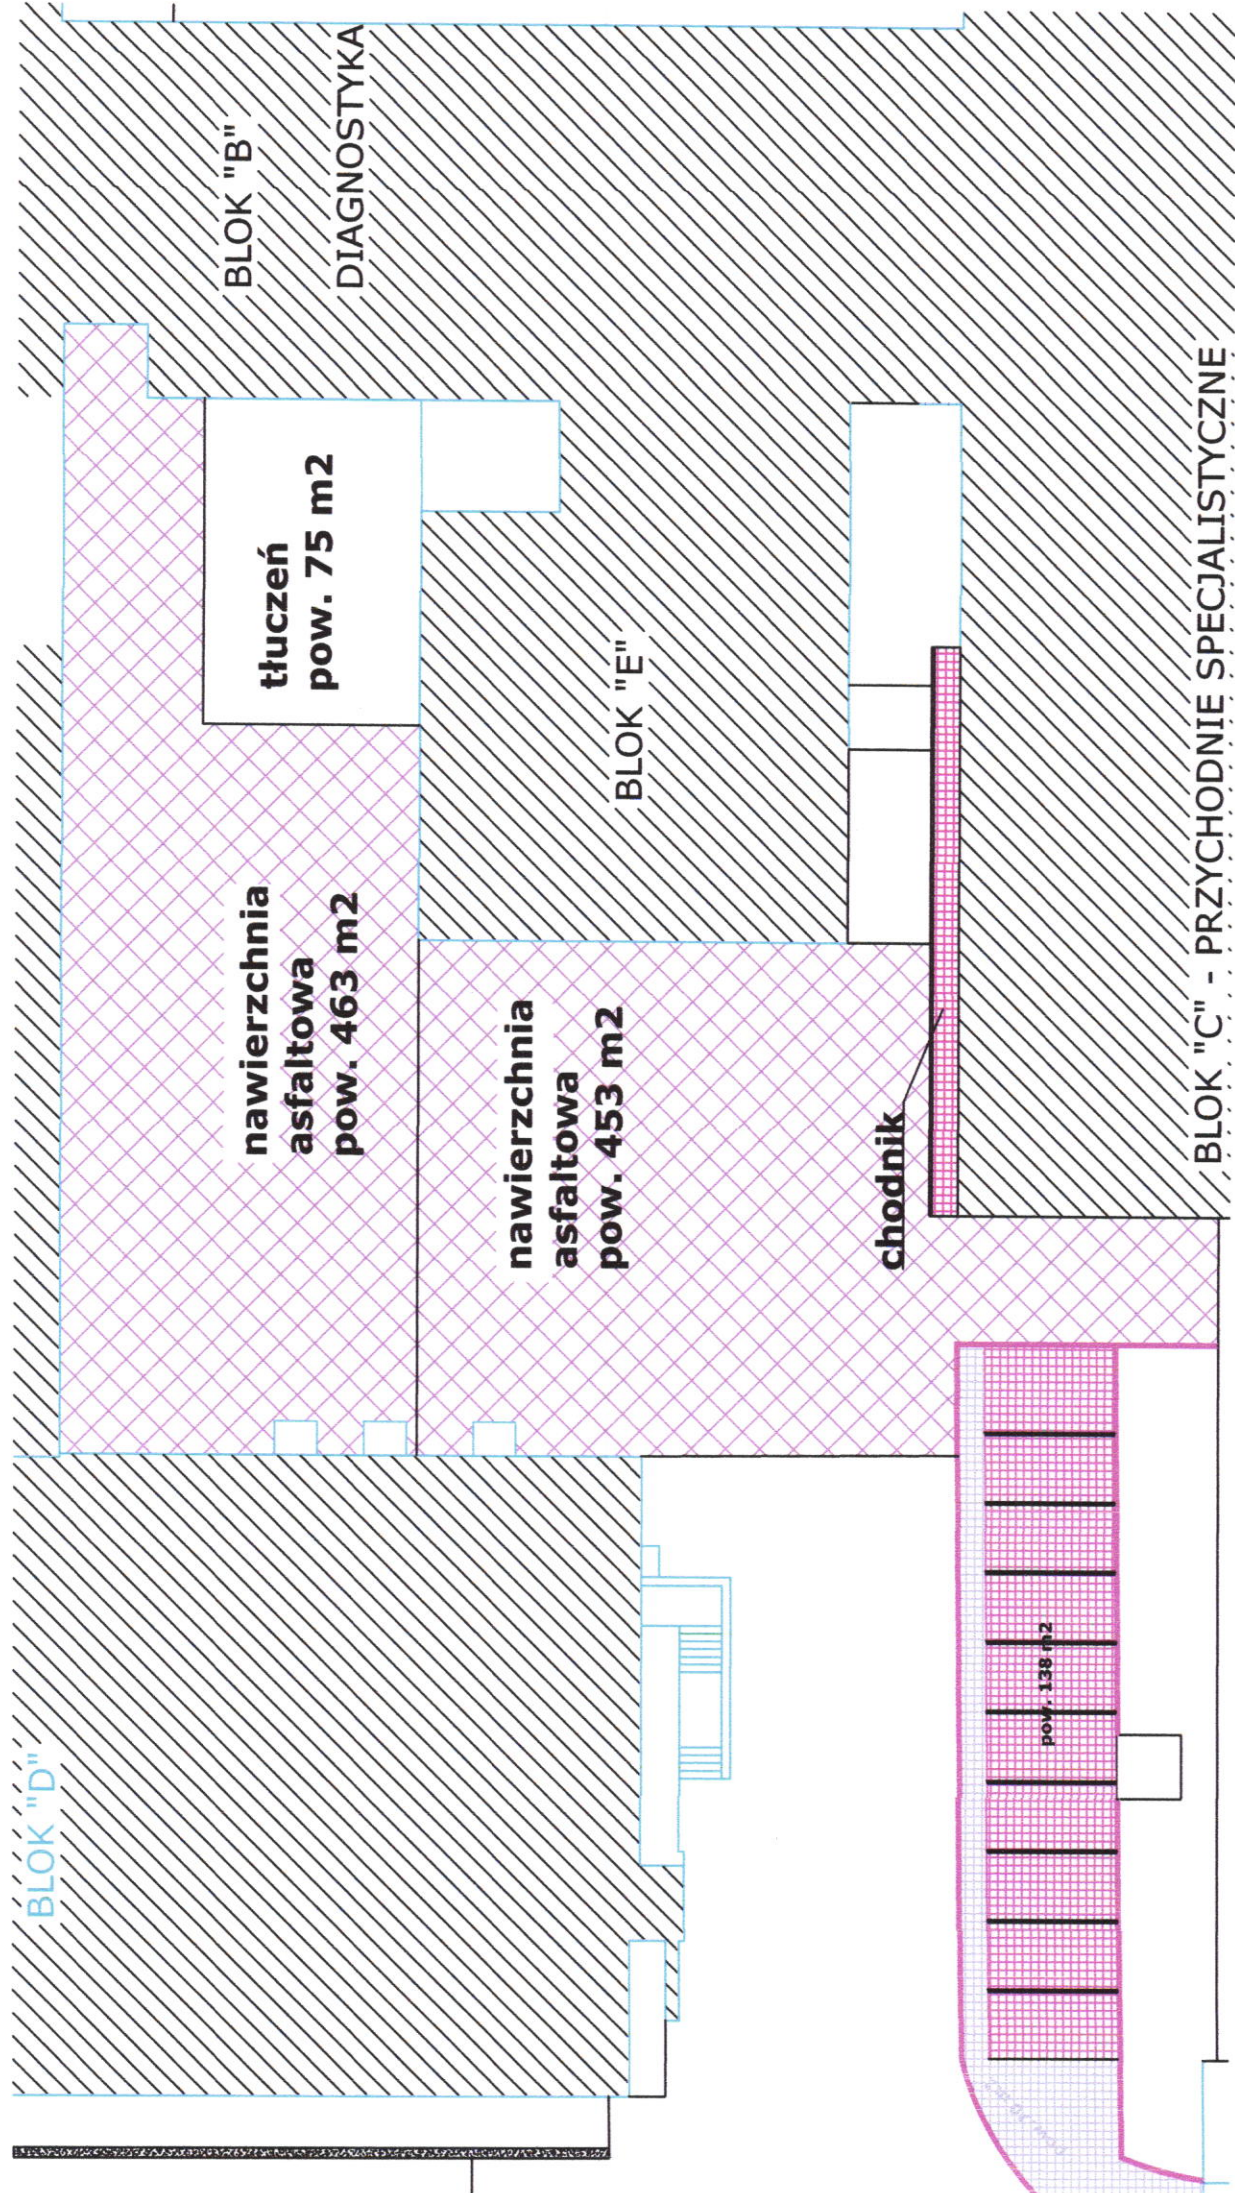 BLOK "B"
DIAGNOSTYKA
tłuczeń
pow. 75 m2
nawierzchnia
asfaltowa
pow. 463 m2
BLOK "E"
nawierzchnia
asfaltowa
pow. 453 m2
chodnik
BLOK "C" - PRZYCHODNIE SPECJALISTYCZNE
BLOK "D"
pow. 138 m2